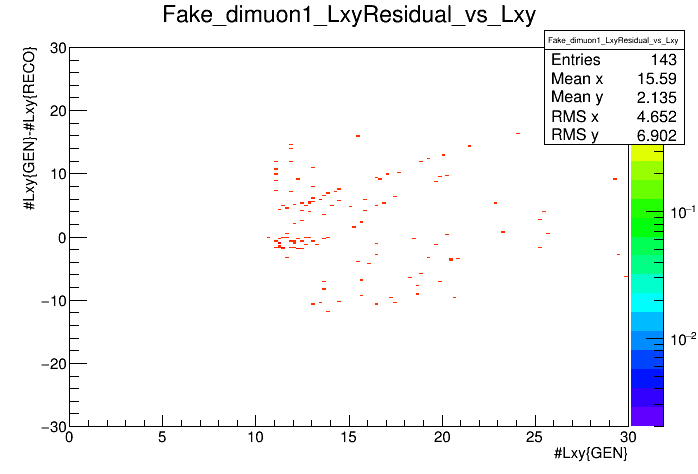 Fake_dimuon1_LxyResidual_vs_Lxy
Fake_dimuon1_LxyResidual_vs_Lxy
Entries 143
Mean x 15.59
Mean y 2.135
RMS x 4.652
RMS y 6.902
#Lxy{GEN}-#Lxy{RECO}
30
20
10
0
−10
−20
−30
0 5 10 15 20 25 30
#Lxy{GEN}
10−1
10−2